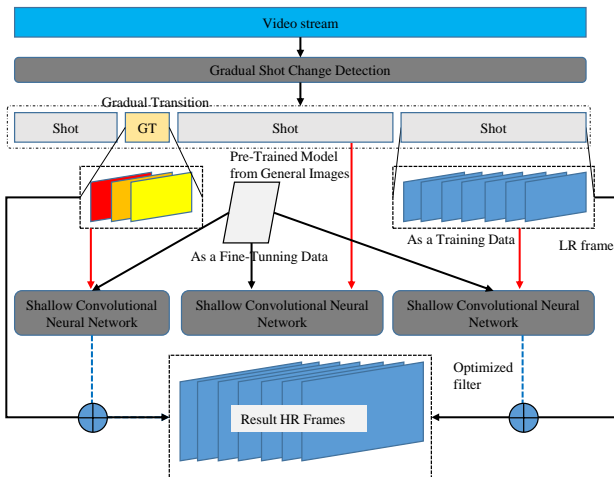 Video stream
Gradual Shot Change Detection
Gradual Transition
Shot
GT
Shot
Shot
Pre-Trained Model
from General Images
As a Training Data
LR frame
As a Fine-Tunning Data
Shallow Convolutional
Neural Network
Shallow Convolutional Neural
Network
Shallow Convolutional Neural
Network
Optimized
filter
Result HR Frames